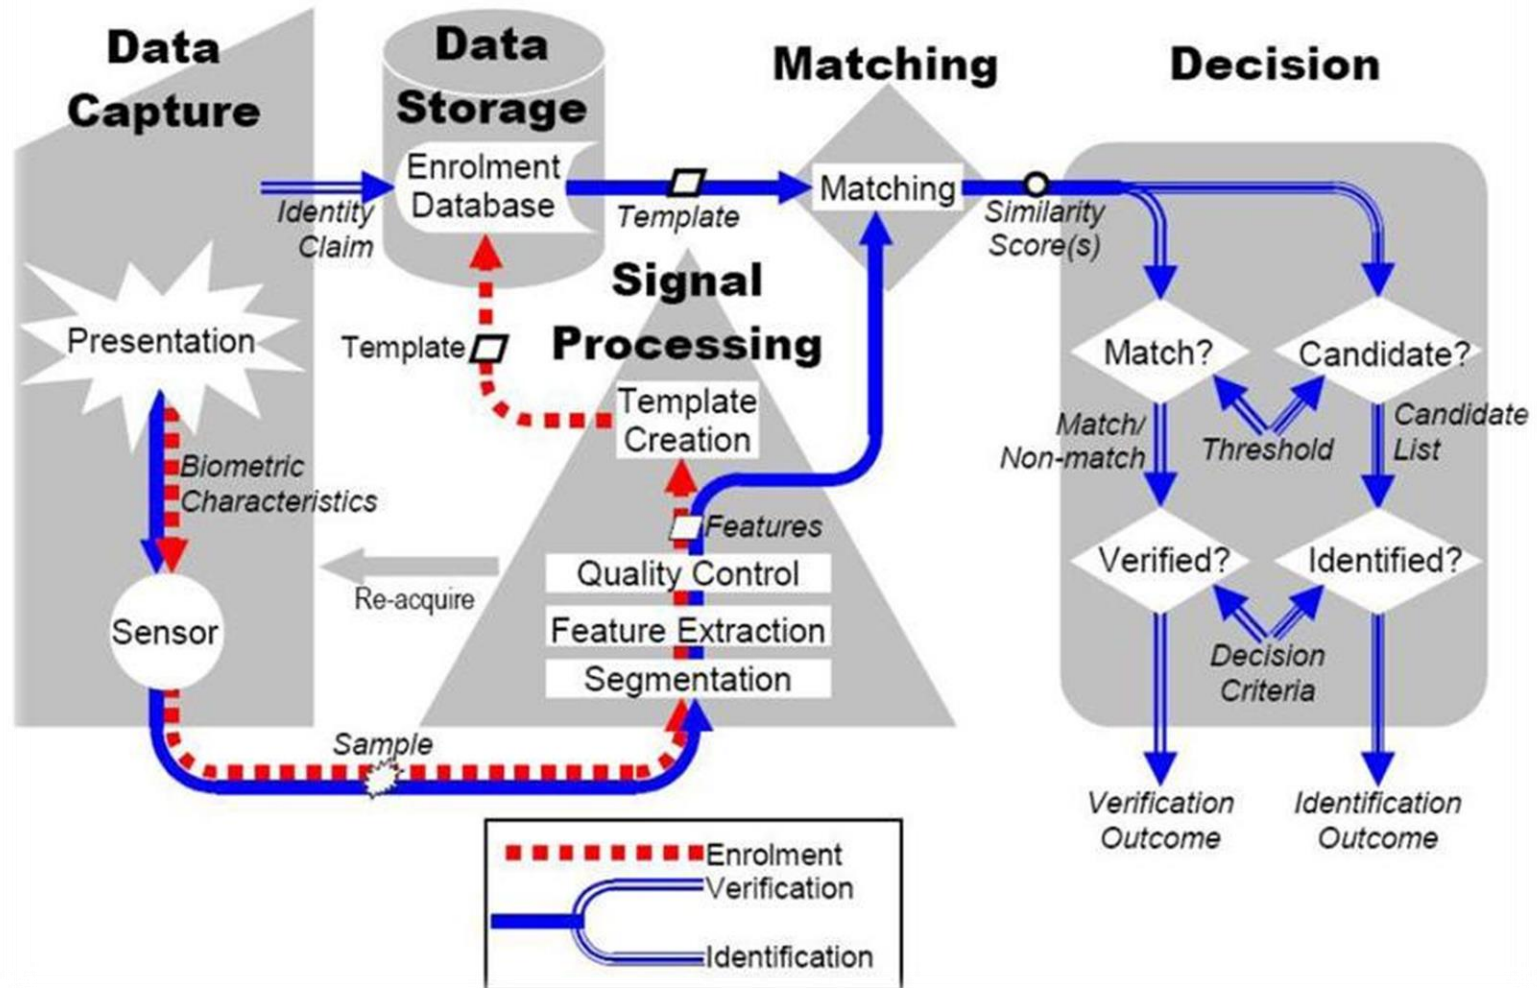 Data
Capture
Data
Storage
Matching
Decision
Enrolment
Database
Identity
Claim
Template
Matching
Similarity
Score(s)
Signal
Processing
Presentation
Template
Template
Creation
Match?
Candidate?
Match/
Non-match
Threshold
Candidate
List
Biometric
Characteristics
Features
Quality Control
Feature Extraction
Segmentation
Re-acquire
Sensor
Verified?
Identified?
Decision
Criteria
Sample
Verification
Outcome
Identification
Outcome
Enrolment
Verification
Identification